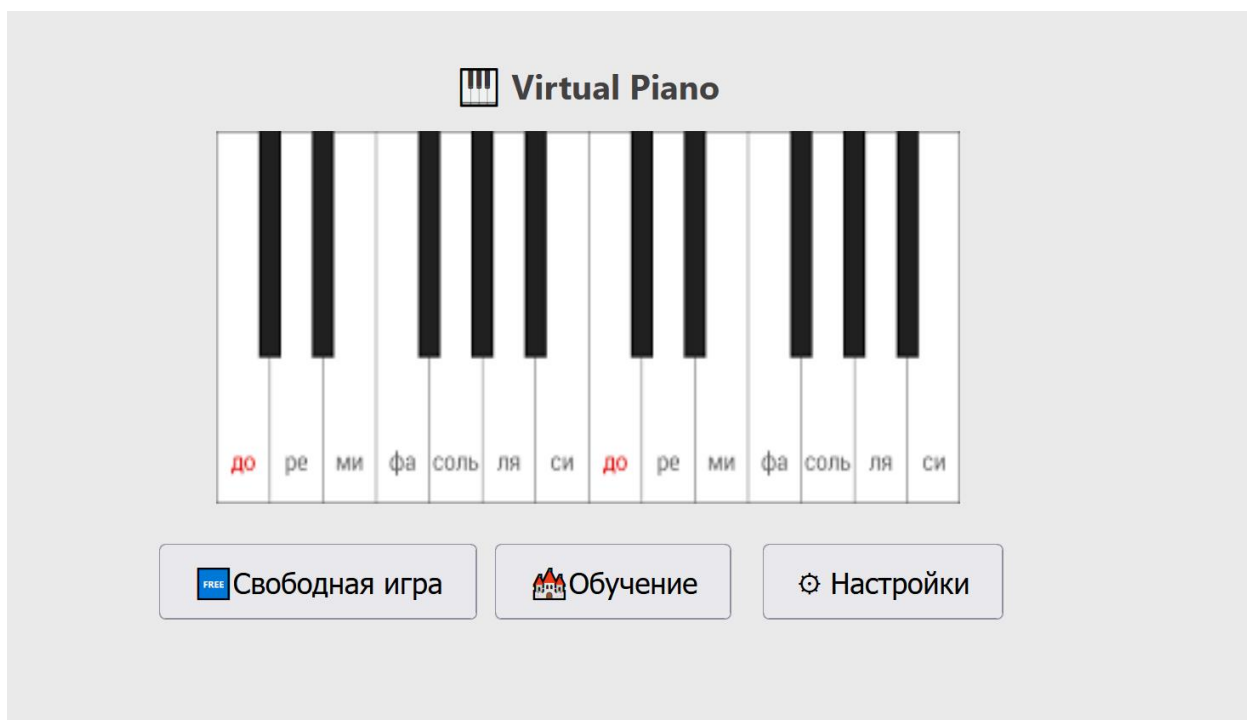 Virtual Piano
до ре ми фа соль ля си до ре ми фа соль ля си
FREE Свободная игра Обучение Настройки